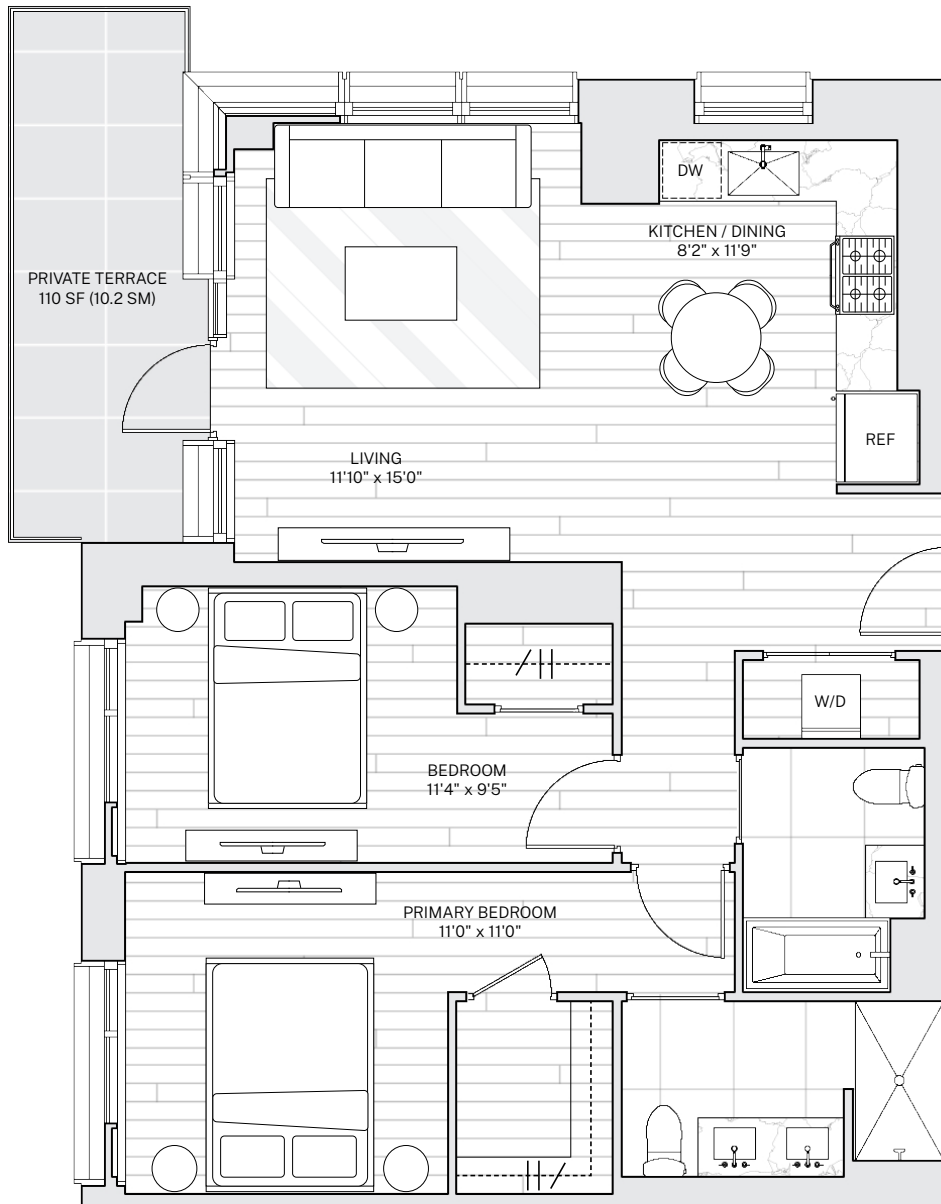 DW
KITCHEN / DINING
8'2" x 11'9"
PRIVATE TERRACE
110 SF (10.2 SM)
REF
LIVING
11'10" x 15'0"
W/D
BEDROOM
11'4" x 9'5"
PRIMARY BEDROOM
11'0" x 11'0"